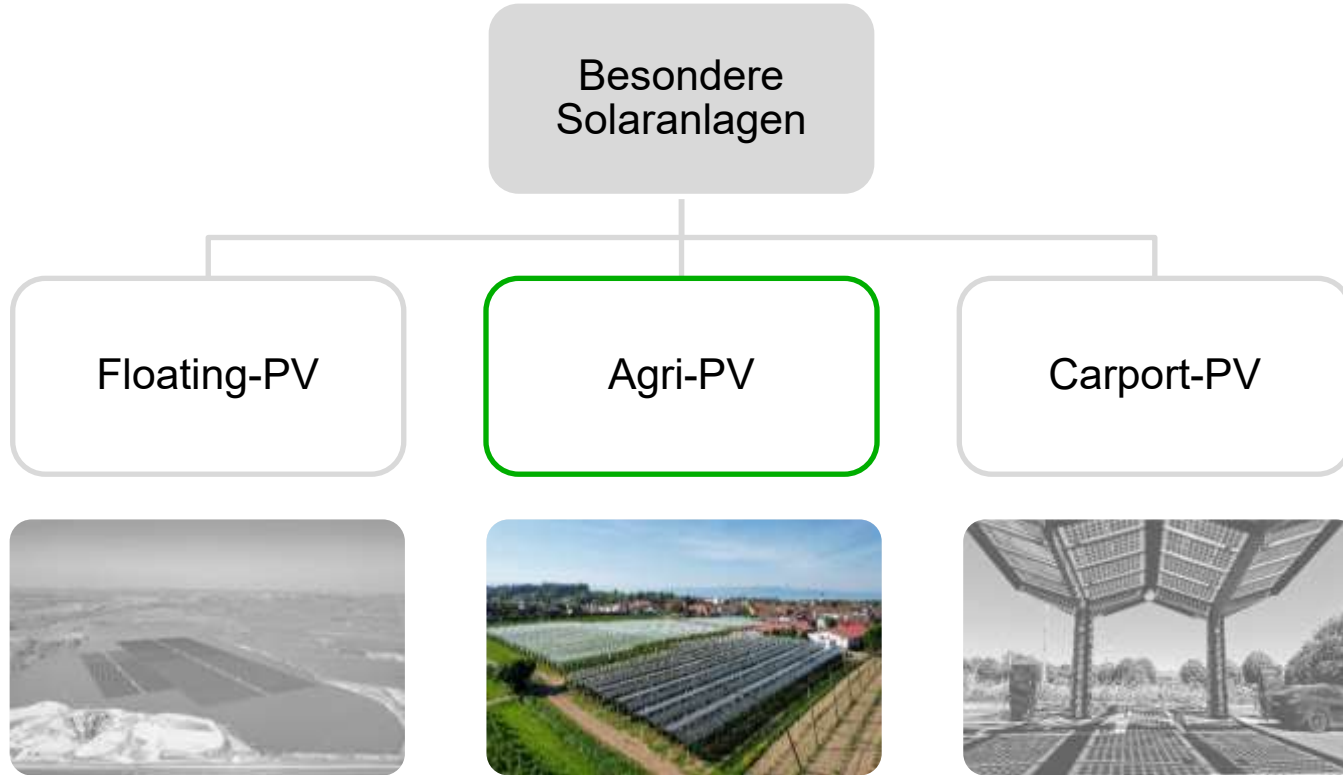 Besondere
Solaranlagen
Floating-PV
Agri-PV
Carport-PV